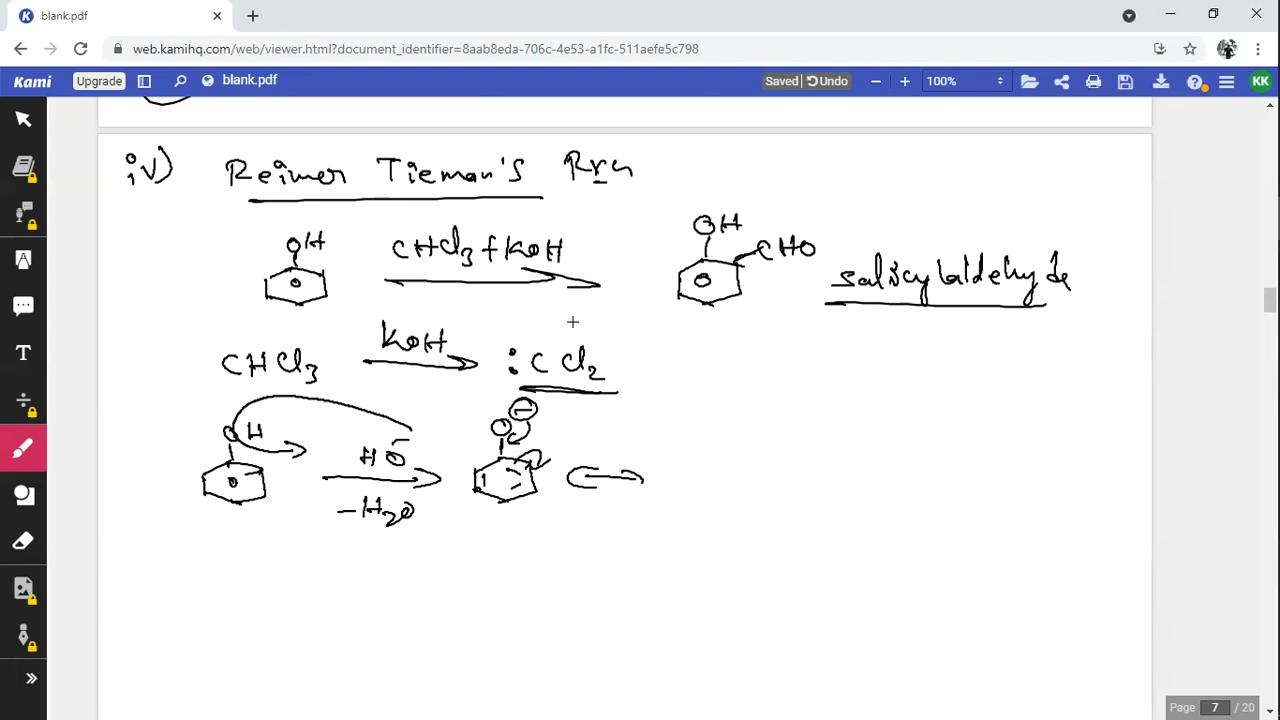 blank.pdf
web.kamihq.com/web/viewer.html?document_identifier=8aab8eda-706c-4e53-a1fc-511aefe5c798
Kami Upgrade blank.pdf Saved Undo 100% KK
iv) Reimer Tieman's Rxn
OH CHCl3 + KOH OH CHO salicylaldehyde
CHCl3 KOH :CCl2
OH HO− −H2O O−
Page 7 / 20